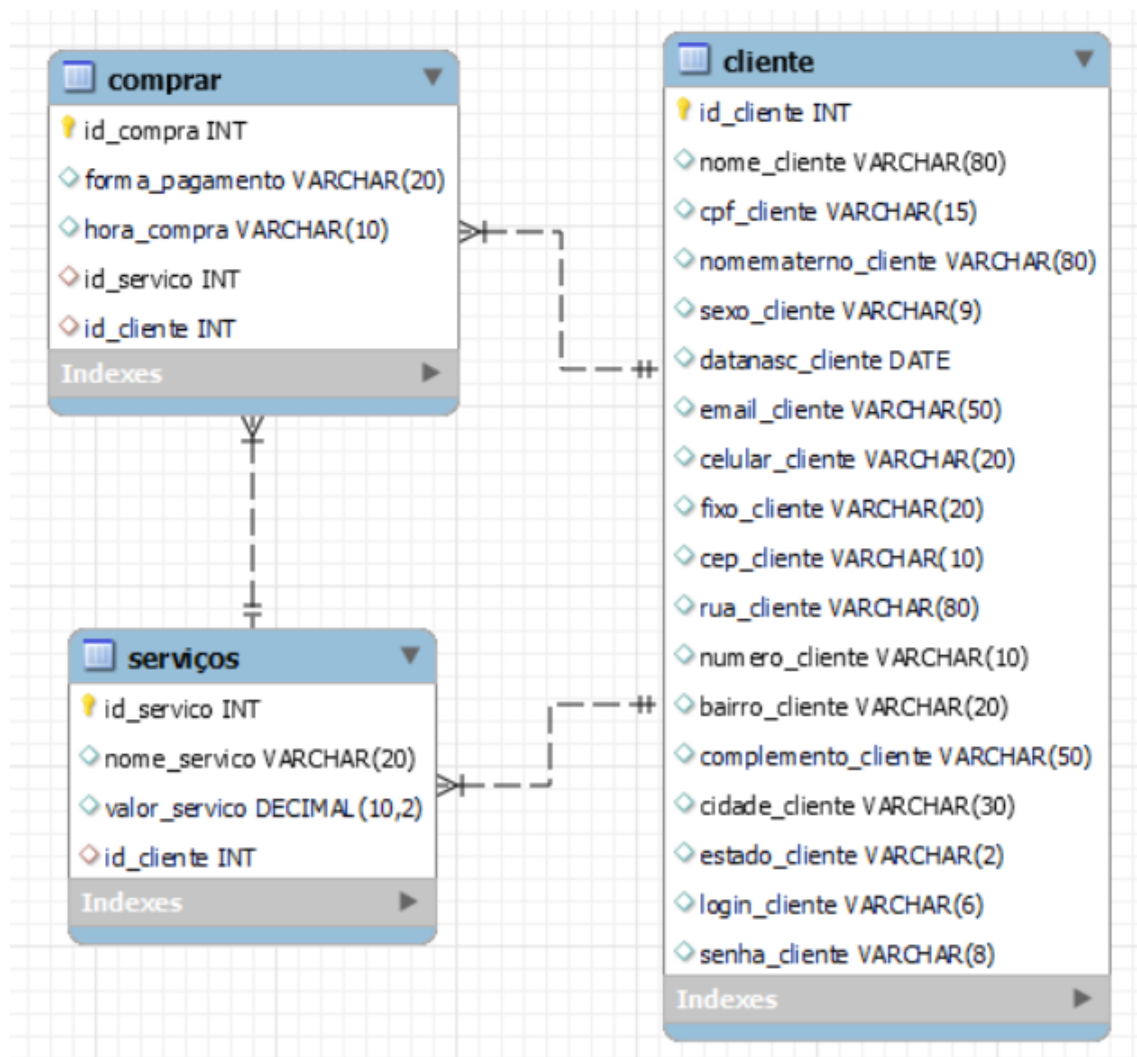 comprar
id_compra INT
forma_pagamento VARCHAR(20)
hora_compra VARCHAR(10)
id_servico INT
id_cliente INT
Indexes
serviços
id_servico INT
nome_servico VARCHAR(20)
valor_servico DECIMAL(10,2)
id_cliente INT
Indexes
cliente
id_cliente INT
nome_cliente VARCHAR(80)
cpf_cliente VARCHAR(15)
nomematerno_cliente VARCHAR(80)
sexo_cliente VARCHAR(9)
datanasc_cliente DATE
email_cliente VARCHAR(50)
celular_cliente VARCHAR(20)
fixo_cliente VARCHAR(20)
cep_cliente VARCHAR(10)
rua_cliente VARCHAR(80)
numero_cliente VARCHAR(10)
bairro_cliente VARCHAR(20)
complemento_cliente VARCHAR(50)
cidade_cliente VARCHAR(30)
estado_cliente VARCHAR(2)
login_cliente VARCHAR(6)
senha_cliente VARCHAR(8)
Indexes